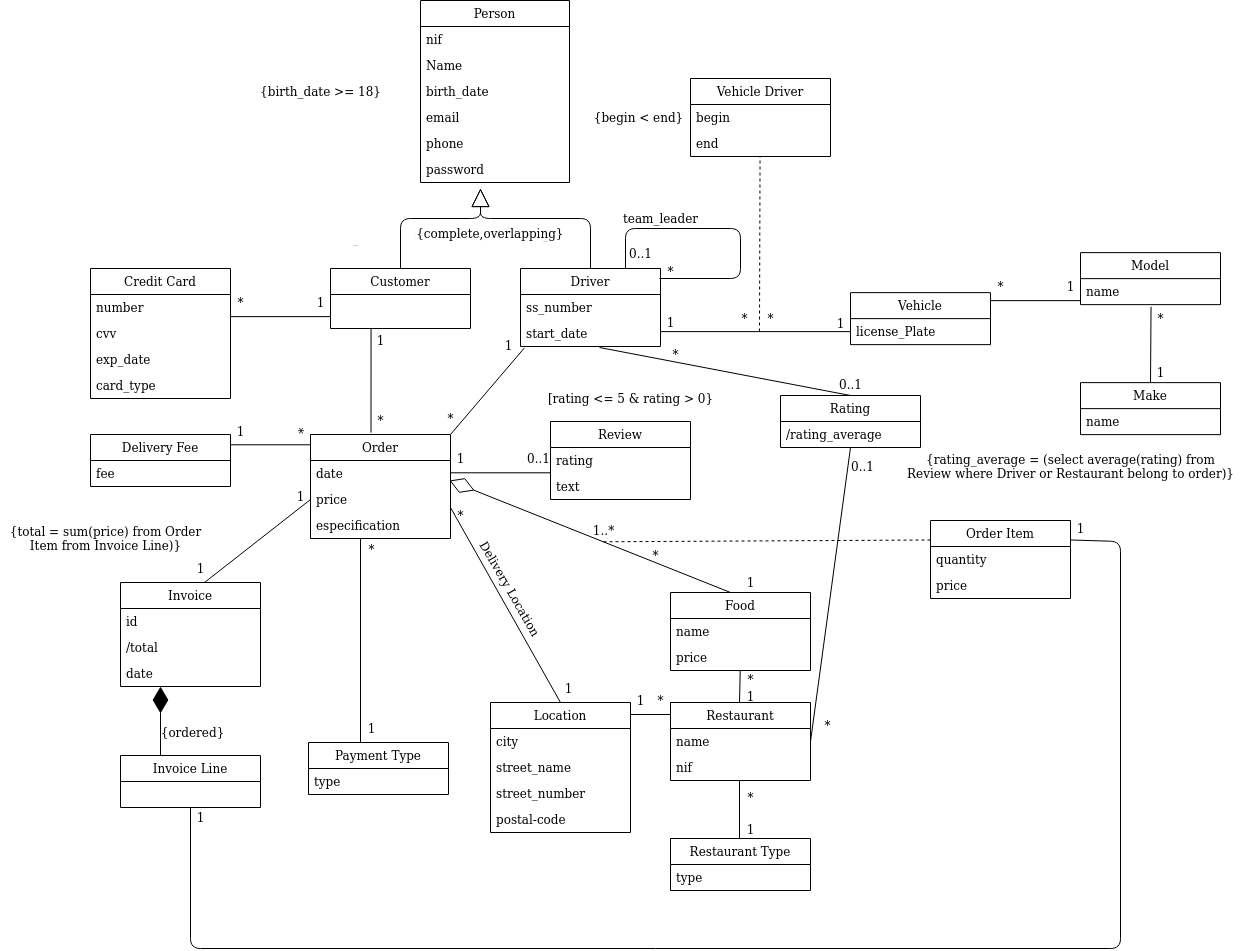 Person
nif
Name
birth_date
email
phone
password
{birth_date >= 18}
Vehicle Driver
begin
end
{begin < end}
{complete,overlapping}
team_leader
0..1
*
Credit Card
number
cvv
exp_date
card_type
*
1
Customer
Driver
ss_number
start_date
1
*
*
1
Vehicle
license_Plate
*
1
Model
name
*
1
Make
name
1
*
1
*
*
0..1
Rating
/rating_average
0..1
{rating_average = (select average(rating) from
Review where Driver or Restaurant belong to order)}
[rating <= 5 & rating > 0}
Review
rating
text
1
0..1
Delivery Fee
fee
1
*
Order
date
price
especification
1
1
{total = sum(price) from Order
Item from Invoice Line)}
Invoice
id
/total
date
{ordered}
Invoice Line
1
*
1
Payment Type
type
*
Delivery Location
1
Location
city
street_name
street_number
postal-code
1
*
1..*
*
1
Food
name
price
*
1
Restaurant
name
nif
*
*
1
Restaurant Type
type
Order Item
quantity
price
1